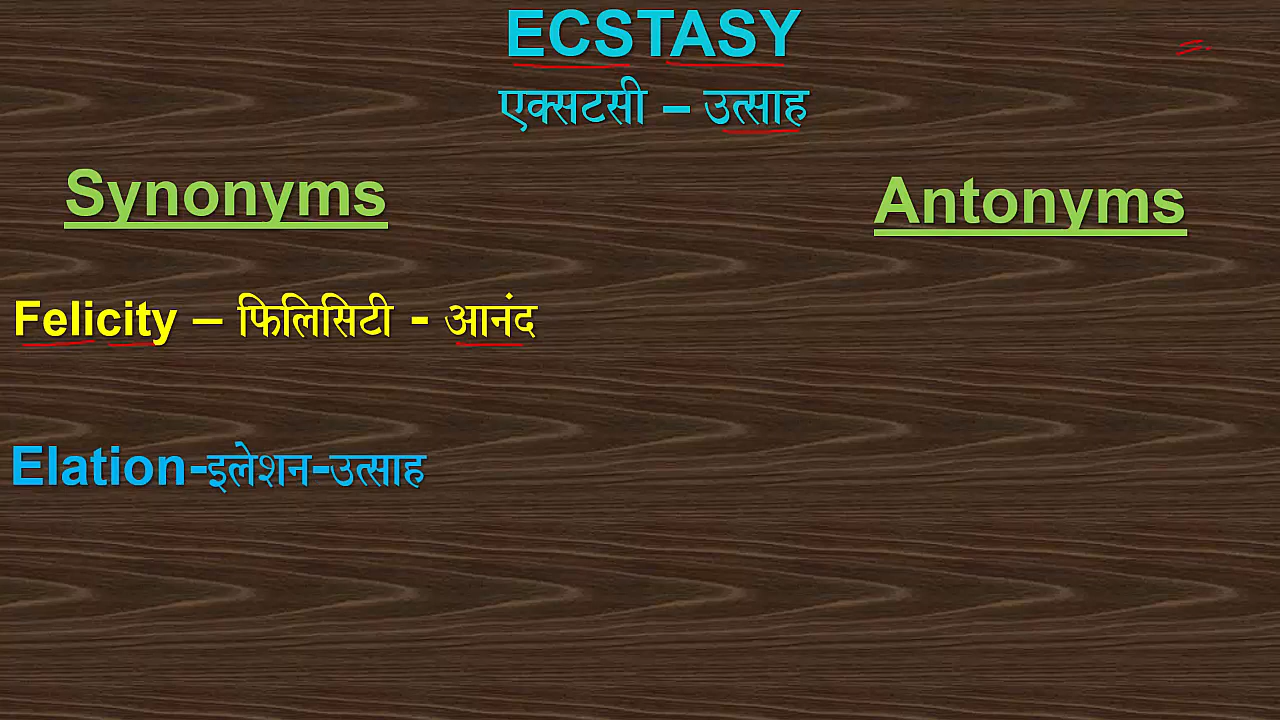 ECSTASY
एक्सटसी – उत्साह
Synonyms
Antonyms
Felicity – फिलिसिटी - आनंद
Elation-इलेशन-उत्साह